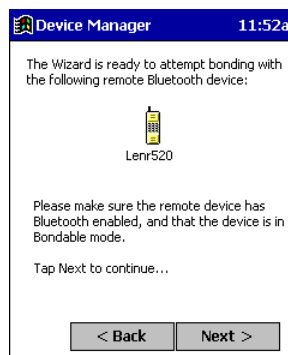 Device Manager 11:52a
The Wizard is ready to attempt bonding with
the following remote Bluetooth device:
Lenr520
Please make sure the remote device has
Bluetooth enabled, and that the device is in
Bondable mode.
Tap Next to continue...
< Back Next >